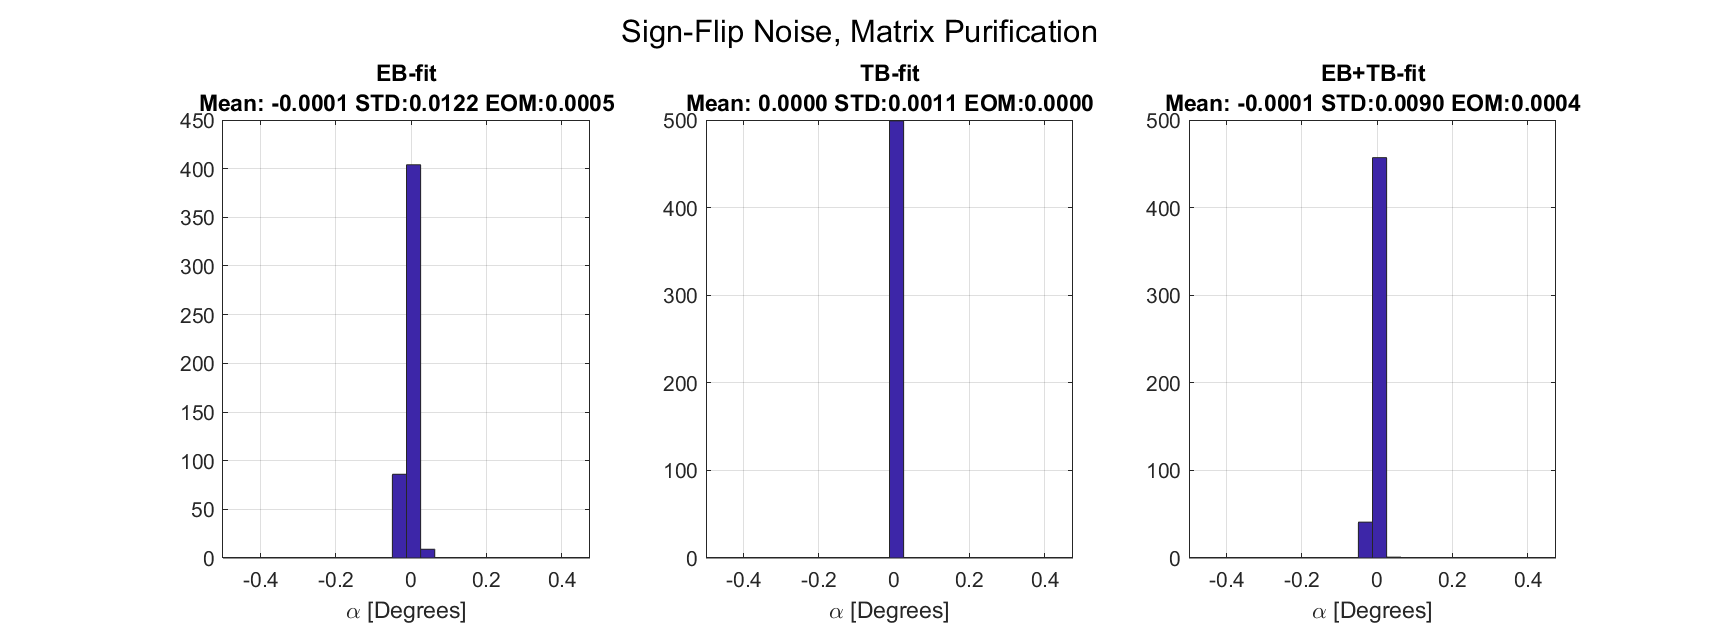 Sign-Flip Noise, Matrix Purification
EB-fit
Mean: -0.0001 STD:0.0122 EOM:0.0005
450
400
350
300
250
200
150
100
50
0
-0.4 -0.2 0 0.2 0.4
α [Degrees]
TB-fit
Mean: 0.0000 STD:0.0011 EOM:0.0000
500
400
300
200
100
0
-0.4 -0.2 0 0.2 0.4
α [Degrees]
EB+TB-fit
Mean: -0.0001 STD:0.0090 EOM:0.0004
500
400
300
200
100
0
-0.4 -0.2 0 0.2 0.4
α [Degrees]